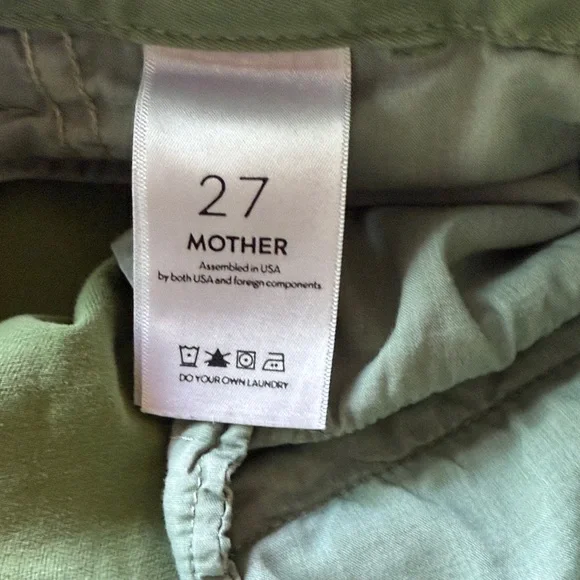 27
MOTHER
Assembled in USA
by both USA and foreign components
DO YOUR OWN LAUNDRY